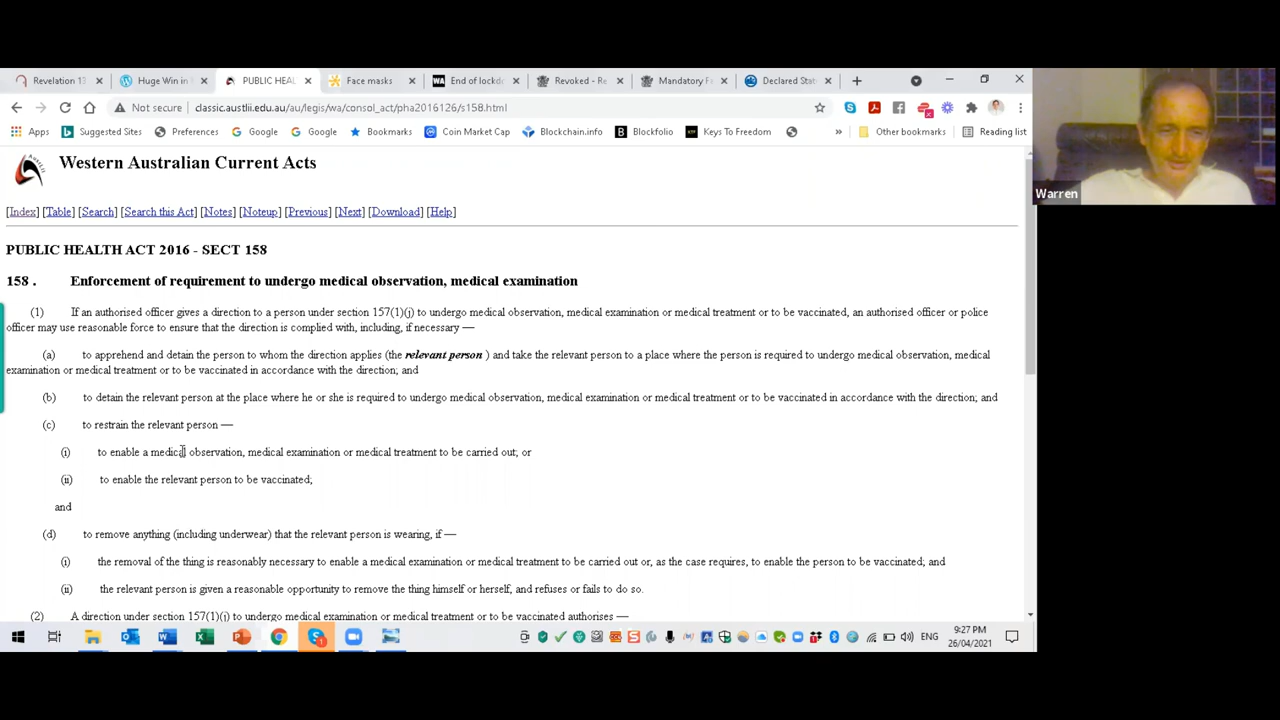 Revelation 13
Huge Win in
PUBLIC HEAL
Face masks
End of lockd
Revoked - Re
Mandatory F
Declared Stat
Not secure
classic.austlii.edu.au/au/legis/wa/consol_act/pha2016126/s158.html
Apps
Suggested Sites
Preferences
Google
Google
Bookmarks
Coin Market Cap
Blockchain.info
Blockfolio
Keys To Freedom
»
Other bookmarks
Reading list
Western Australian Current Acts
[Index] [Table] [Search] [Search this Act] [Notes] [Noteup] [Previous] [Next] [Download] [Help]
PUBLIC HEALTH ACT 2016 - SECT 158
158 . Enforcement of requirement to undergo medical observation, medical examination
(1) If an authorised officer gives a direction to a person under section 157(1)(j) to undergo medical observation, medical examination or medical treatment or to be vaccinated, an authorised officer or police
officer may use reasonable force to ensure that the direction is complied with, including, if necessary —
(a) to apprehend and detain the person to whom the direction applies (the relevant person ) and take the relevant person to a place where the person is required to undergo medical observation, medical
examination or medical treatment or to be vaccinated in accordance with the direction; and
(b) to detain the relevant person at the place where he or she is required to undergo medical observation, medical examination or medical treatment or to be vaccinated in accordance with the direction; and
(c) to restrain the relevant person —
(i) to enable a medical observation, medical examination or medical treatment to be carried out; or
(ii) to enable the relevant person to be vaccinated;
and
(d) to remove anything (including underwear) that the relevant person is wearing, if —
(i) the removal of the thing is reasonably necessary to enable a medical examination or medical treatment to be carried out or, as the case requires, to enable the person to be vaccinated; and
(ii) the relevant person is given a reasonable opportunity to remove the thing himself or herself, and refuses or fails to do so.
(2) A direction under section 157(1)(j) to undergo medical examination or medical treatment or to be vaccinated authorises —
Warren
ENG
9:27 PM
26/04/2021